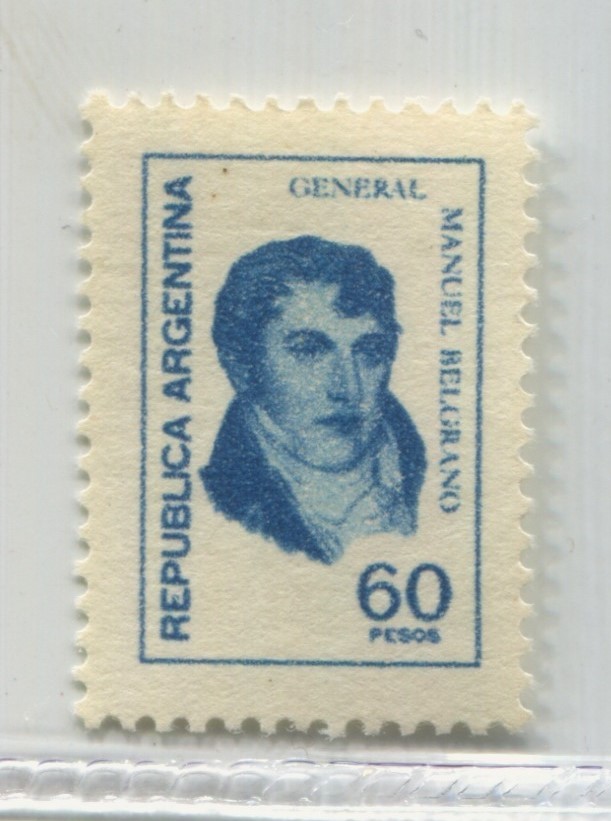 REPUBLICA ARGENTINA
GENERAL
MANUEL BELGRANO
60
PESOS